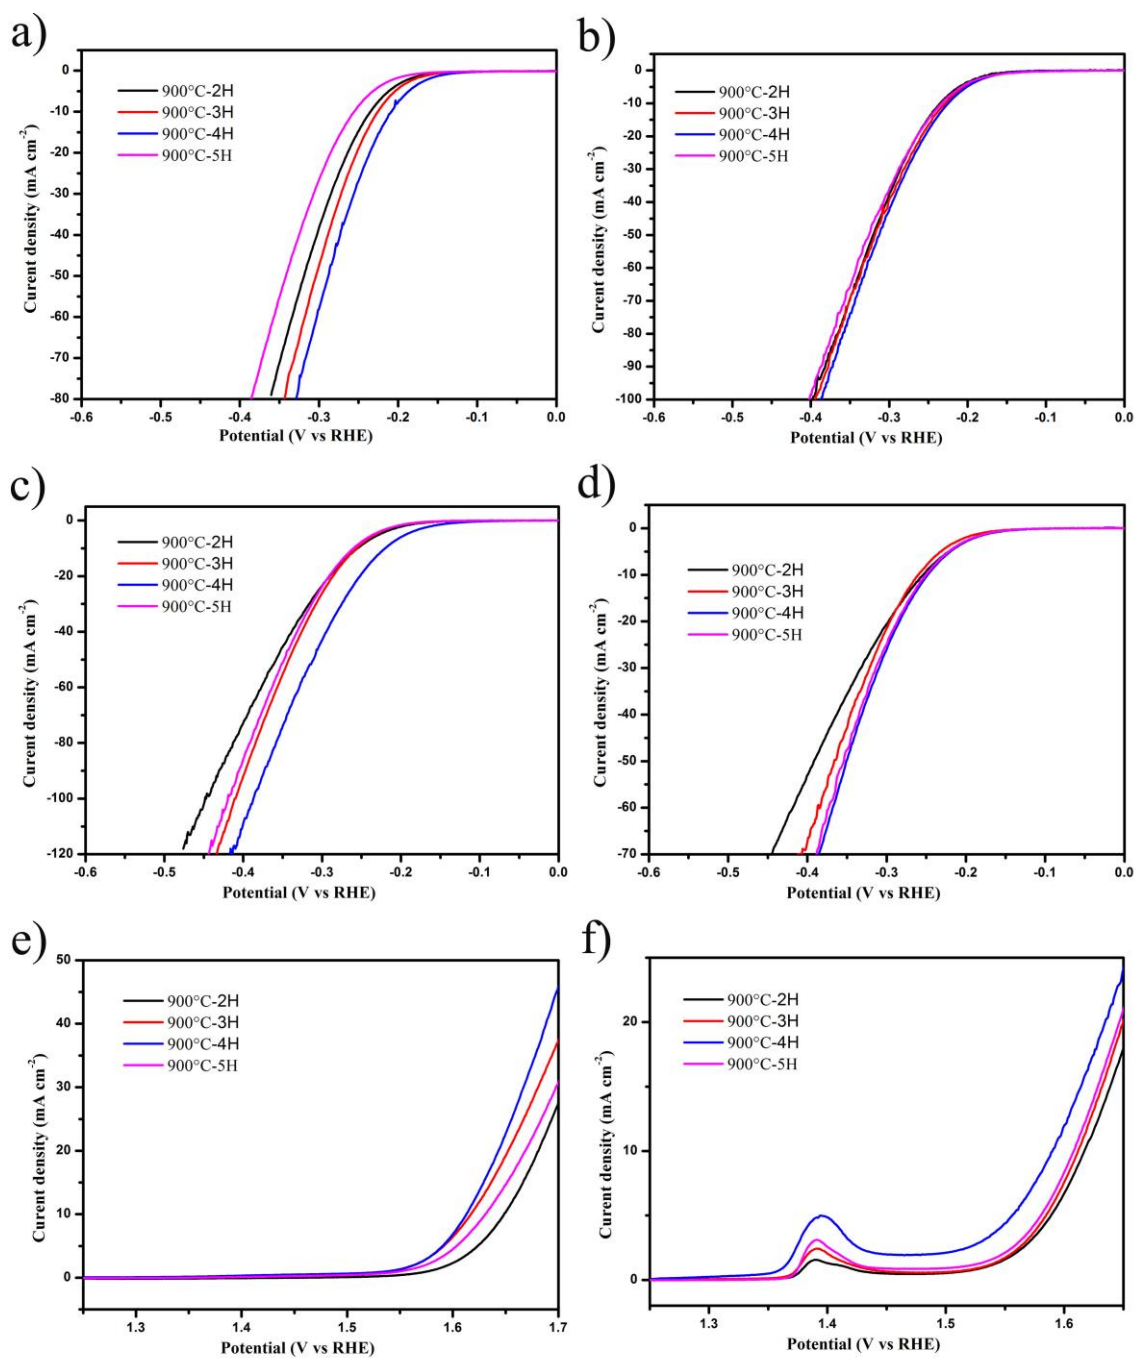 a)
0
-10
-20
-30
-40
-50
-60
-70
-80
Curent density (mA cm-2)
900°C-2H
900°C-3H
900°C-4H
900°C-5H
-0.6 -0.5 -0.4 -0.3 -0.2 -0.1 0.0
Potential (V vs RHE)
b)
0
-10
-20
-30
-40
-50
-60
-70
-80
-90
-100
Curent density (mA cm-2)
900°C-2H
900°C-3H
900°C-4H
900°C-5H
-0.6 -0.5 -0.4 -0.3 -0.2 -0.1 0.0
Potential (V vs RHE)
c)
0
-20
-40
-60
-80
-100
-120
Curent density (mA cm-2)
900°C-2H
900°C-3H
900°C-4H
900°C-5H
-0.6 -0.5 -0.4 -0.3 -0.2 -0.1 0.0
Potential (V vs RHE)
d)
0
-10
-20
-30
-40
-50
-60
-70
Curent density (mA cm-2)
900°C-2H
900°C-3H
900°C-4H
900°C-5H
-0.6 -0.5 -0.4 -0.3 -0.2 -0.1 0.0
Potential (V vs RHE)
e)
50
40
30
20
10
0
Curent density (mA cm-2)
900°C-2H
900°C-3H
900°C-4H
900°C-5H
1.3 1.4 1.5 1.6 1.7
Potential (V vs RHE)
f)
20
10
0
Curent density (mA cm-2)
900°C-2H
900°C-3H
900°C-4H
900°C-5H
1.3 1.4 1.5 1.6
Potential (V vs RHE)